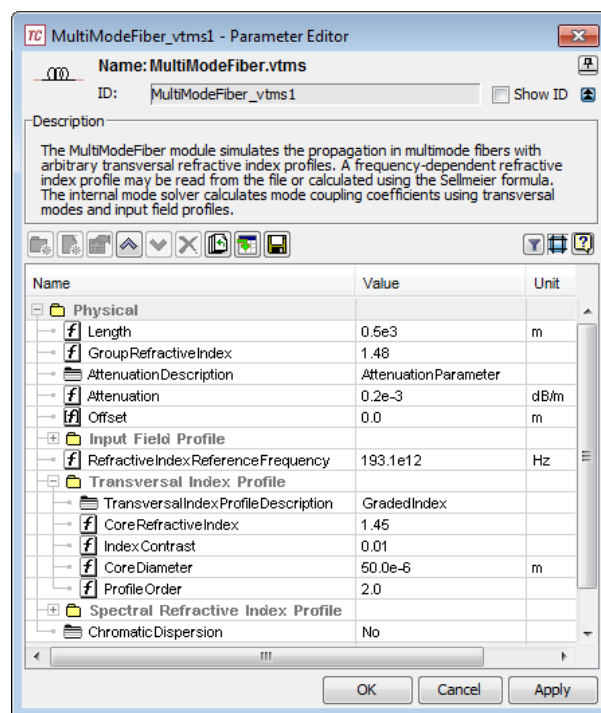 TC MultiModeFiber_vtms1 - Parameter Editor
Name: MultiModeFiber.vtms
ID: MultiModeFiber_vtms1 Show ID
Description
The MultiModeFiber module simulates the propagation in multimode fibers with
arbitrary transversal refractive index profiles. A frequency-dependent refractive
index profile may be read from the file or calculated using the Sellmeier formula.
The internal mode solver calculates mode coupling coefficients using transversal
modes and input field profiles.
Name Value Unit
Physical
f Length 0.5e3 m
f GroupRefractiveIndex 1.48
AttenuationDescription AttenuationParameter
f Attenuation 0.2e-3 dB/m
[f] Offset 0.0 m
Input Field Profile
f RefractiveIndexReferenceFrequency 193.1e12 Hz
Transversal Index Profile
TransversalIndexProfileDescription GradedIndex
f CoreRefractiveIndex 1.45
f IndexContrast 0.01
f CoreDiameter 50.0e-6 m
f ProfileOrder 2.0
Spectral Refractive Index Profile
ChromaticDispersion No
OK Cancel Apply